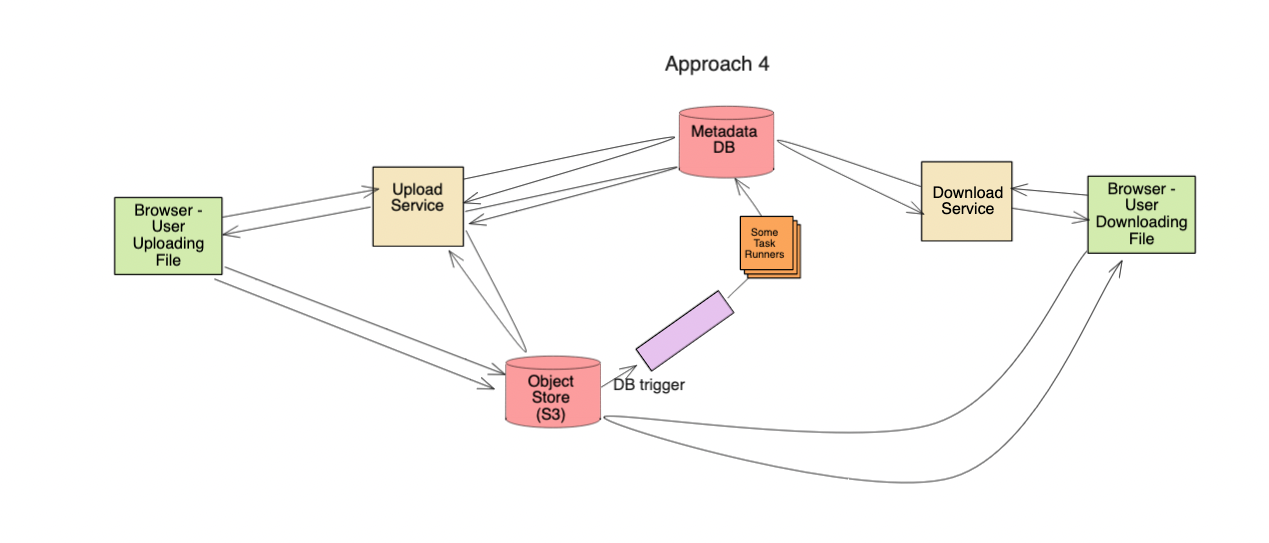 Approach 4
Metadata
DB
Upload
Service
Download
Service
Browser -
User
Uploading
File
Browser -
User
Downloading
File
Some
Task
Runners
Object
Store
(S3)
DB trigger